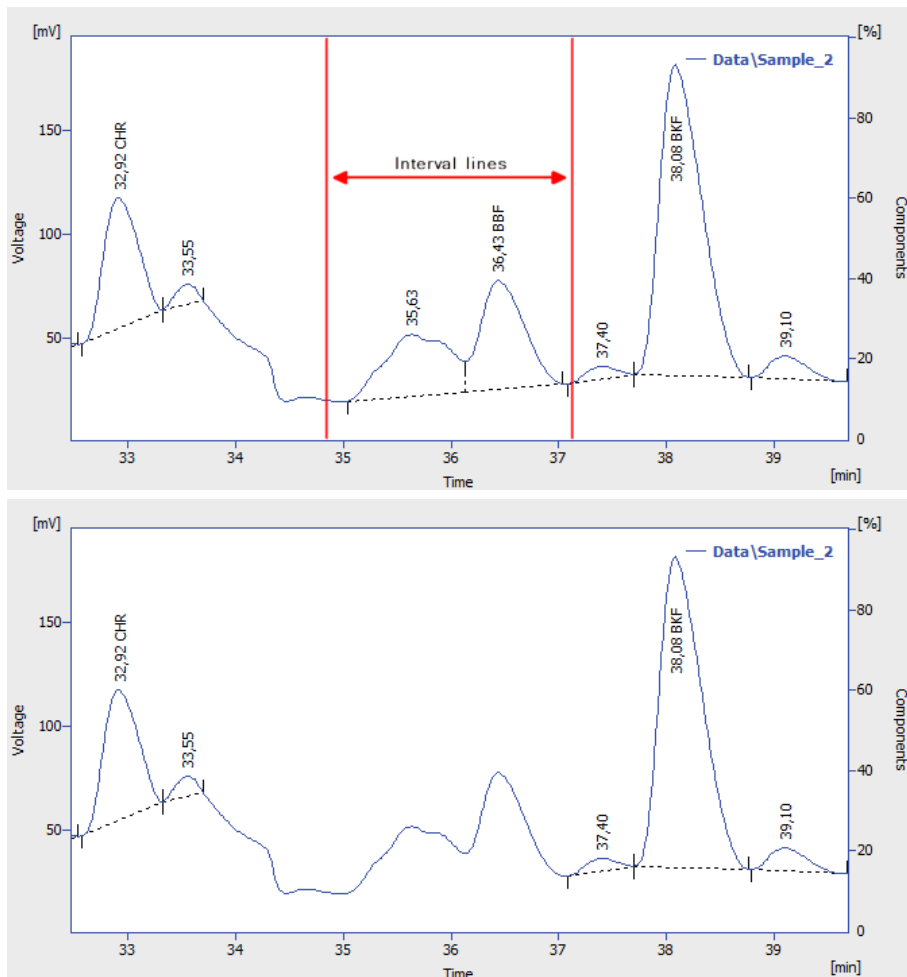 [mV]
[%]
Data\Sample_2
150
100
50
Voltage
80
60
40
20
0
Components
32,92 CHR
33,55
Interval lines
35,63
36,43 BBF
37,40
38,08 BKF
39,10
33 34 35 36 37 38 39
Time
[min]
[mV]
[%]
Data\Sample_2
150
100
50
Voltage
80
60
40
20
0
Components
32,92 CHR
33,55
37,40
38,08 BKF
39,10
33 34 35 36 37 38 39
Time
[min]